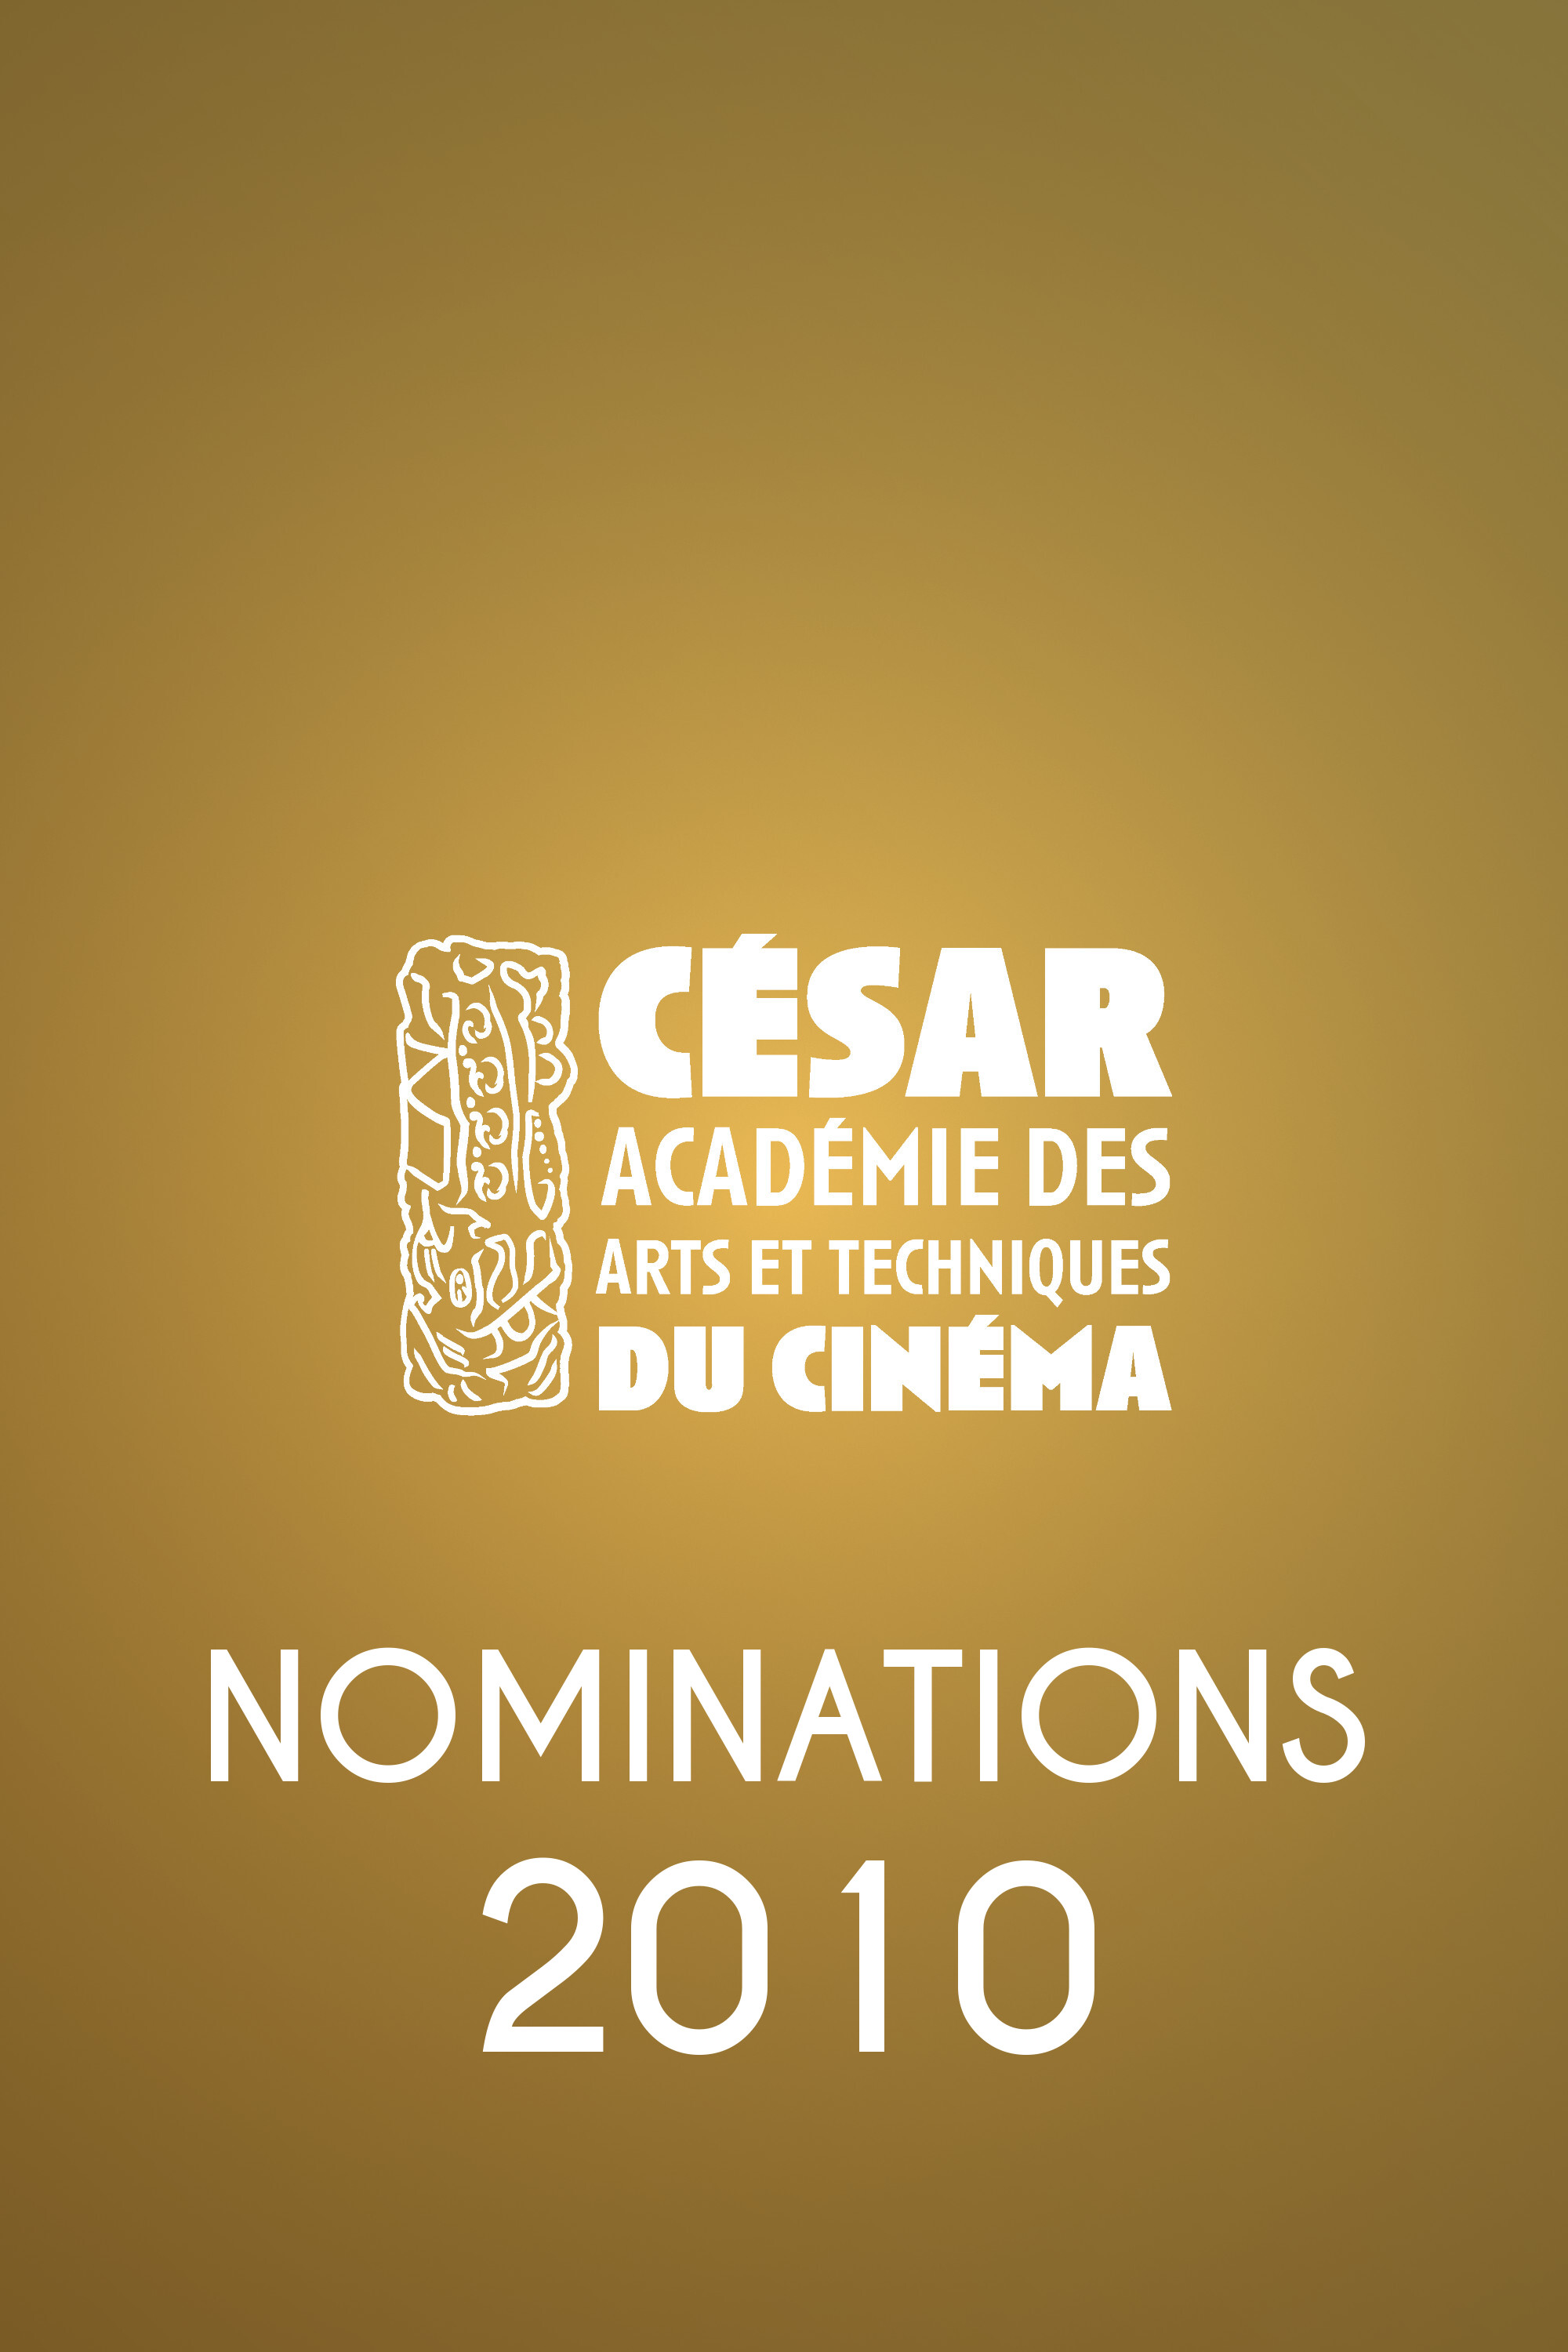 CÉSAR
ACADÉMIE DES
ARTS ET TECHNIQUES
DU CINÉMA
NOMINATIONS
2010